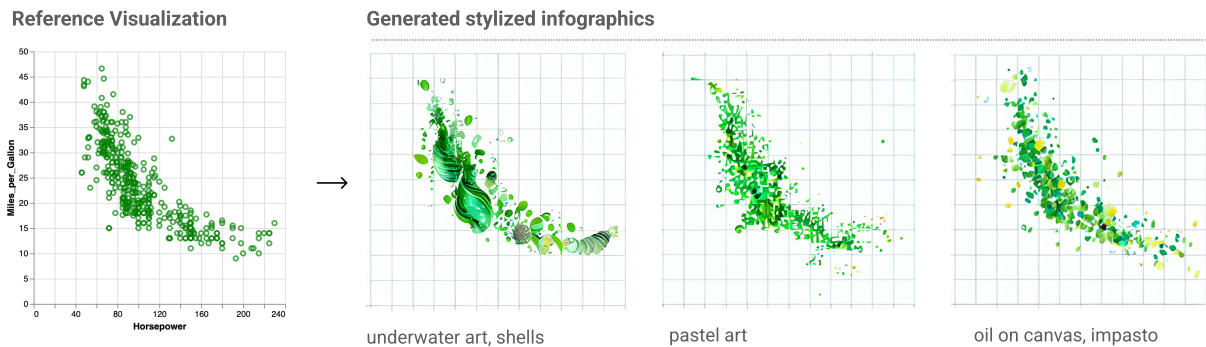 Reference Visualization
Generated stylized infographics
50
45
40
35
30
25
20
15
10
5
0
Miles_per_Gallon
0 40 80 120 160 200 240
Horsepower
underwater art, shells
pastel art
oil on canvas, impasto